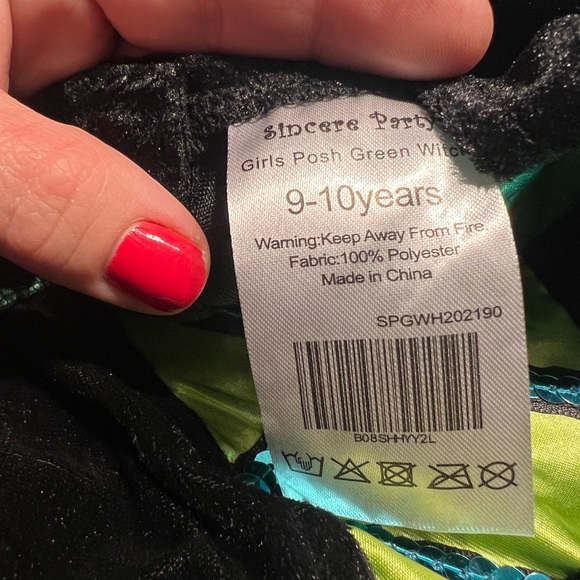 sincere Party
Girls Posh Green Witch
9-10years
Warning:Keep Away From Fire.
Fabric:100% Polyester
Made in China
SPGWH202190
B08SHHYY2L